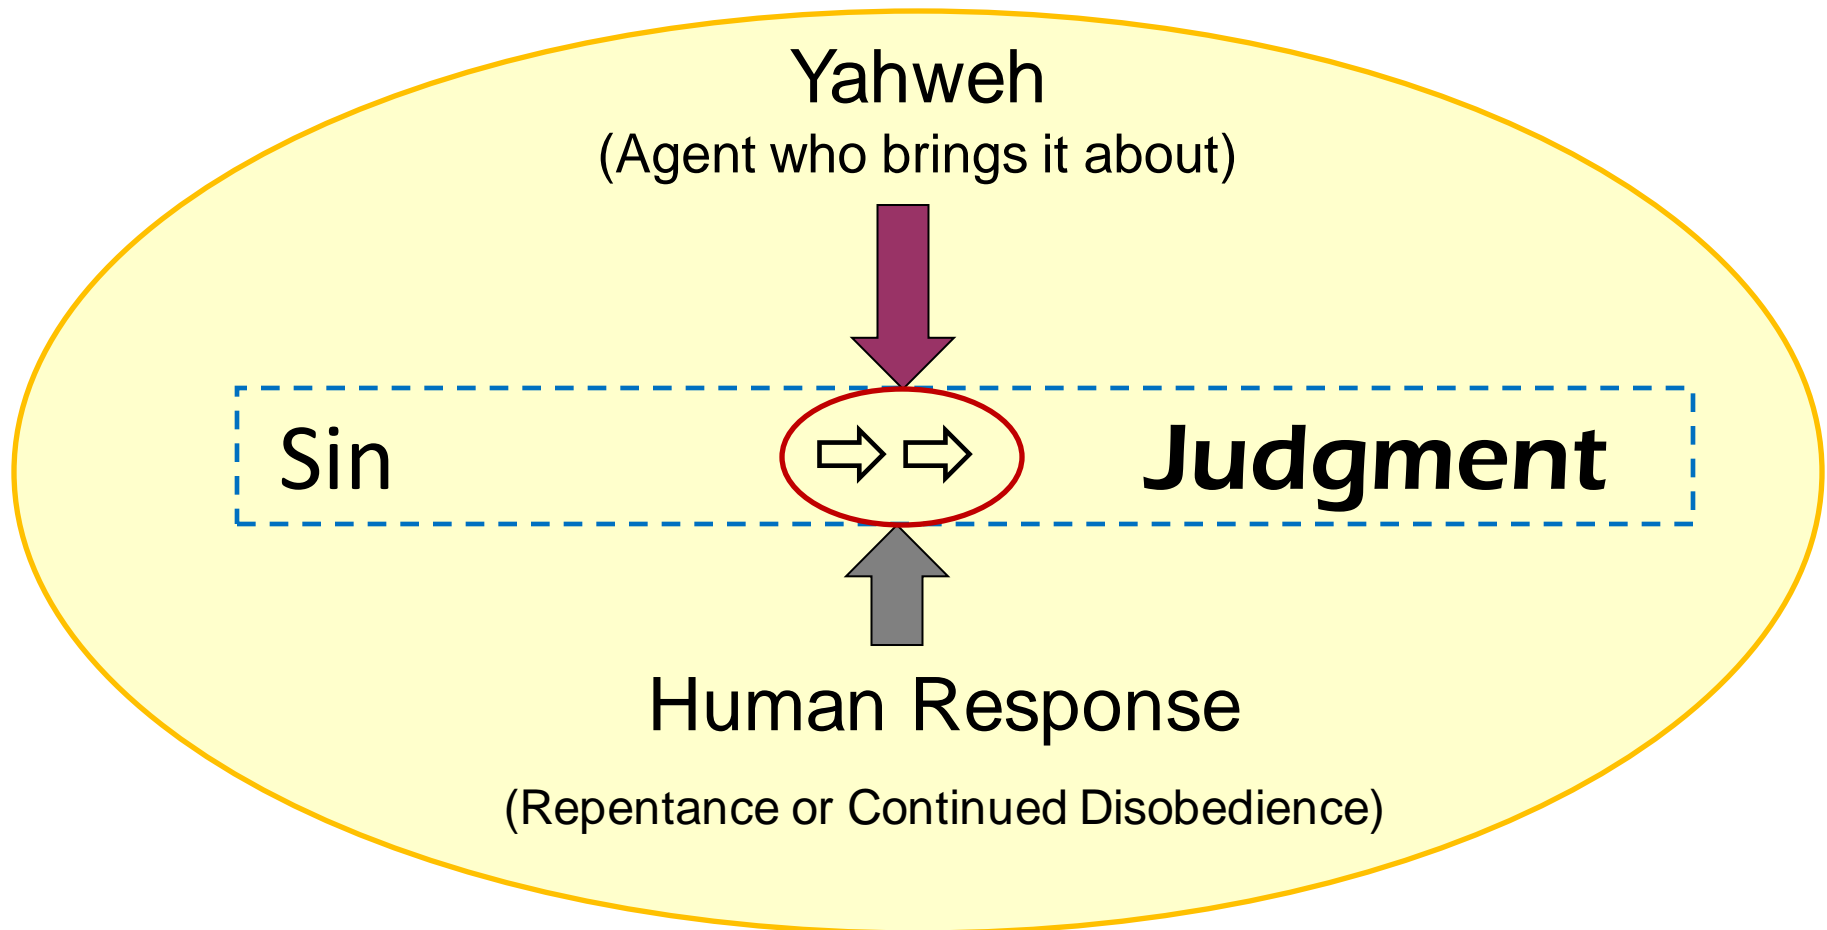 Yahweh
(Agent who brings it about)
Sin
Judgment
Human Response
(Repentance or Continued Disobedience)